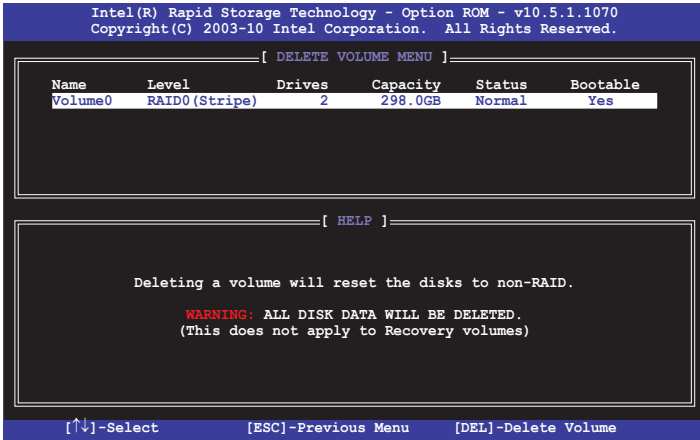 Intel(R) Rapid Storage Technology - Option ROM - v10.5.1.1070
Copyright(C) 2003-10 Intel Corporation. All Rights Reserved.
[ DELETE VOLUME MENU ]
Name Level Drives Capacity Status Bootable
Volume0 RAID0(Stripe) 2 298.0GB Normal Yes
[ HELP ]
Deleting a volume will reset the disks to non-RAID.
WARNING: ALL DISK DATA WILL BE DELETED.
(This does not apply to Recovery volumes)
[↑↓]-Select [ESC]-Previous Menu [DEL]-Delete Volume